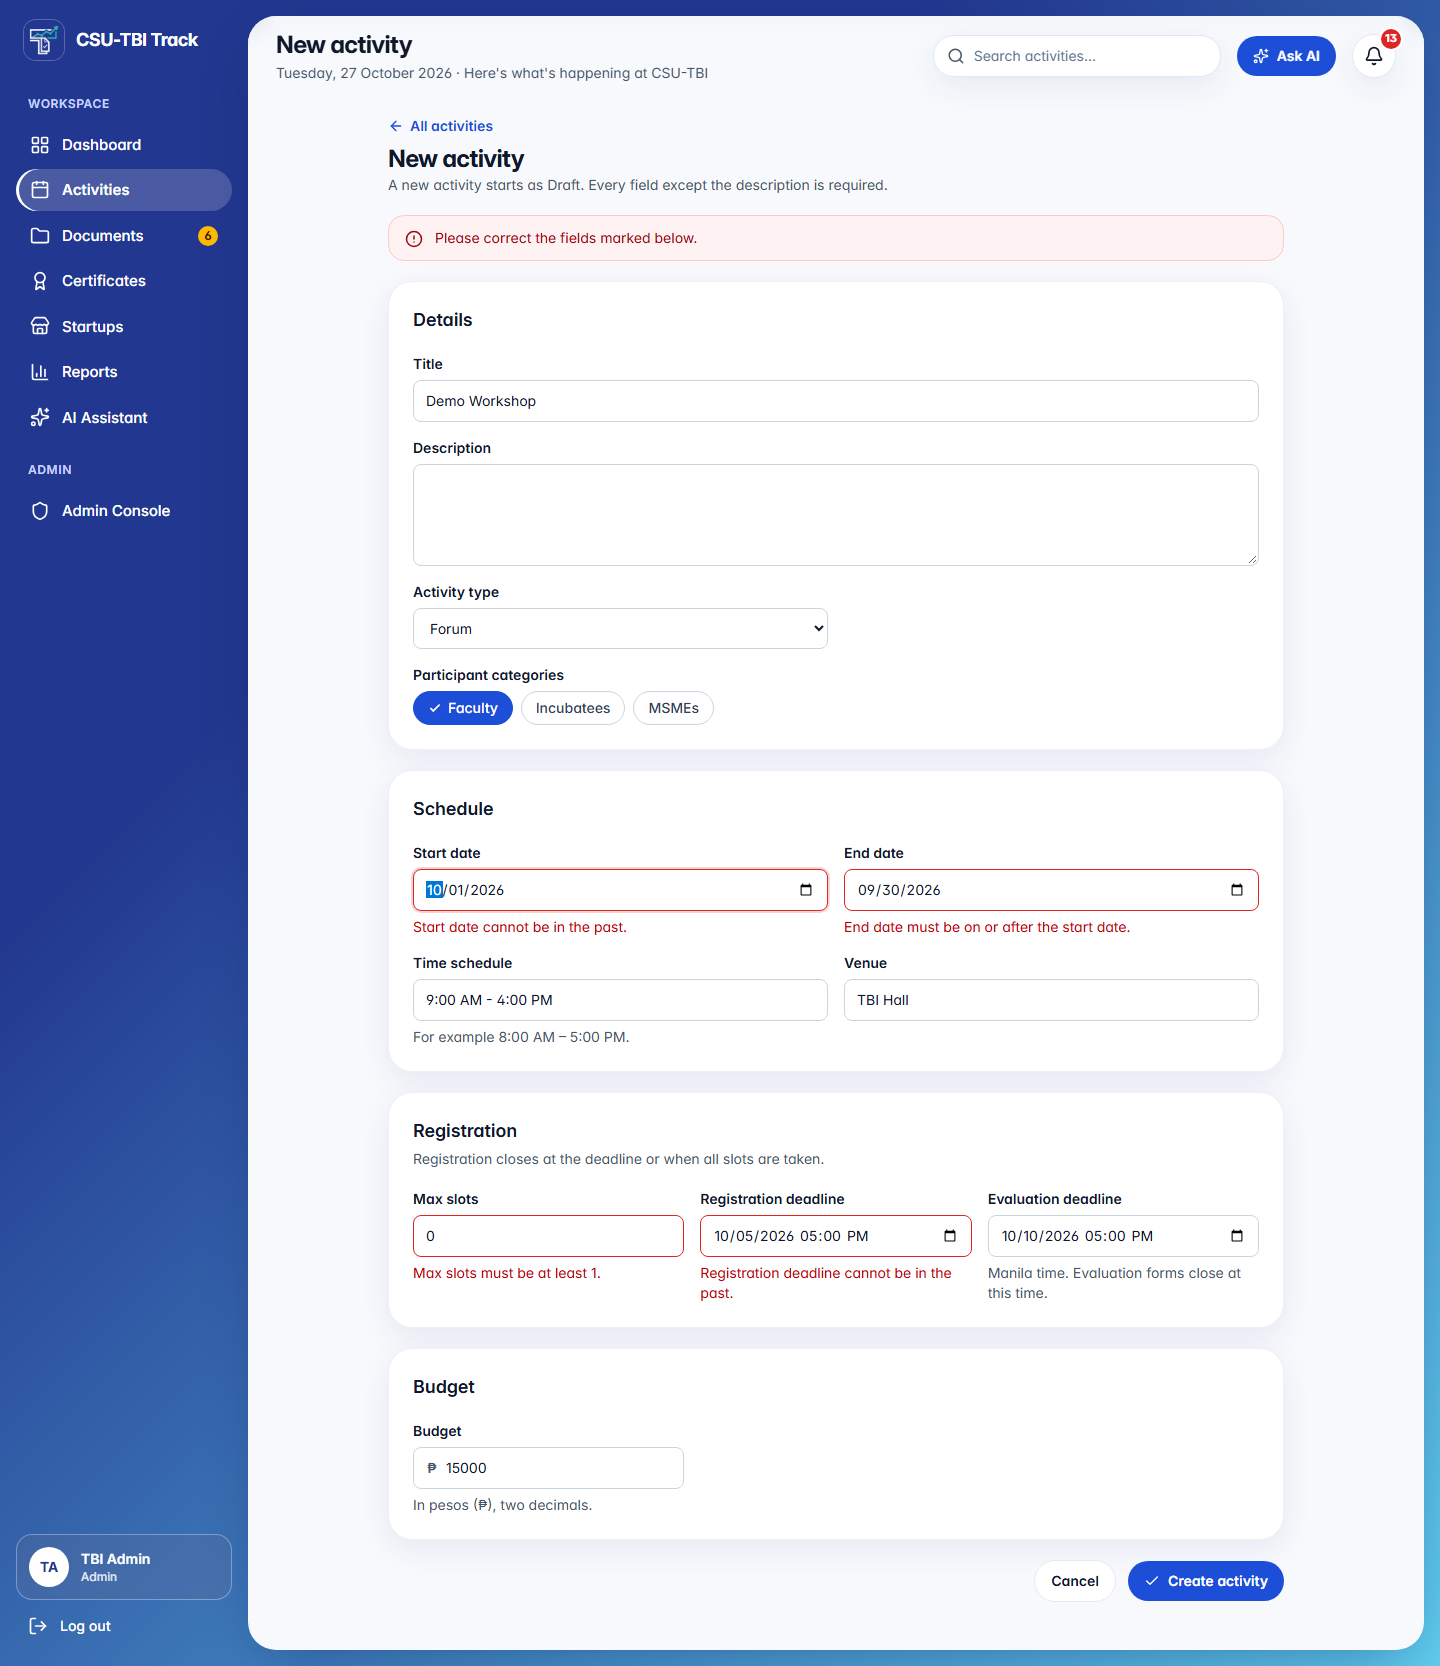 CSU-TBI Track
WORKSPACE
Dashboard
Activities
Documents
6
Certificates
Startups
Reports
AI Assistant
ADMIN
Admin Console
TA
TBI Admin
Admin
Log out
New activity
Tuesday, 27 October 2026 · Here's what's happening at CSU-TBI
Search activities...
Ask AI
13
All activities
New activity
A new activity starts as Draft. Every field except the description is required.
Please correct the fields marked below.
Details
Title
Demo Workshop
Description
Activity type
Forum
Participant categories
Faculty
Incubatees
MSMEs
Schedule
Start date
End date
10/01/2026
09/30/2026
Start date cannot be in the past.
End date must be on or after the start date.
Time schedule
Venue
9:00 AM - 4:00 PM
TBI Hall
For example 8:00 AM – 5:00 PM.
Registration
Registration closes at the deadline or when all slots are taken.
Max slots
Registration deadline
Evaluation deadline
0
10/05/2026 05:00 PM
10/10/2026 05:00 PM
Max slots must be at least 1.
Registration deadline cannot be in the
past.
Manila time. Evaluation forms close at
this time.
Budget
Budget
₱ 15000
In pesos (₱), two decimals.
Cancel
Create activity